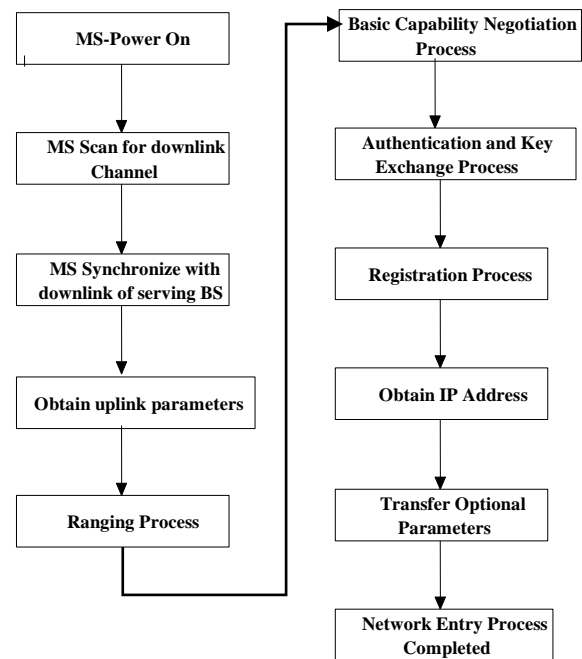 MS-Power On
MS Scan for downlink
Channel
MS Synchronize with
downlink of serving BS
Obtain uplink parameters
Ranging Process
Basic Capability Negotiation
Process
Authentication and Key
Exchange Process
Registration Process
Obtain IP Address
Transfer Optional
Parameters
Network Entry Process
Completed